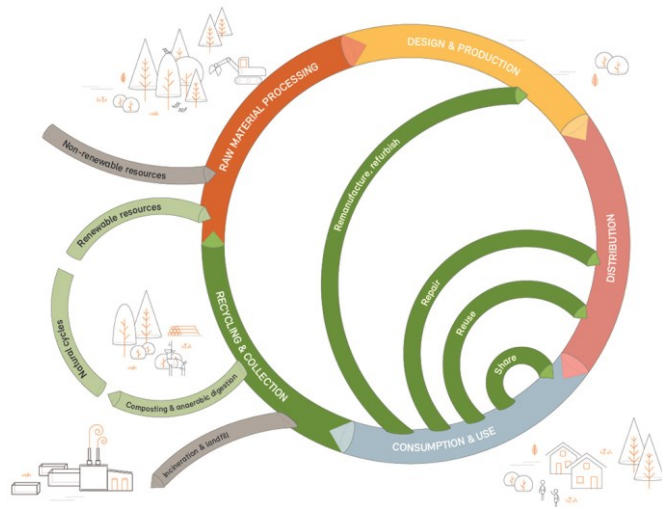 DESIGN & PRODUCTION
RAW MATERIAL PROCESSING
Non-renewable resources
Remanufacture, refurbish
Renewable resources
DISTRIBUTION
Repair
Reuse
RECYCLING & COLLECTION
Natural cycles
Share
Composting & anaerobic digestion
CONSUMPTION & USE
Incineration & landfill